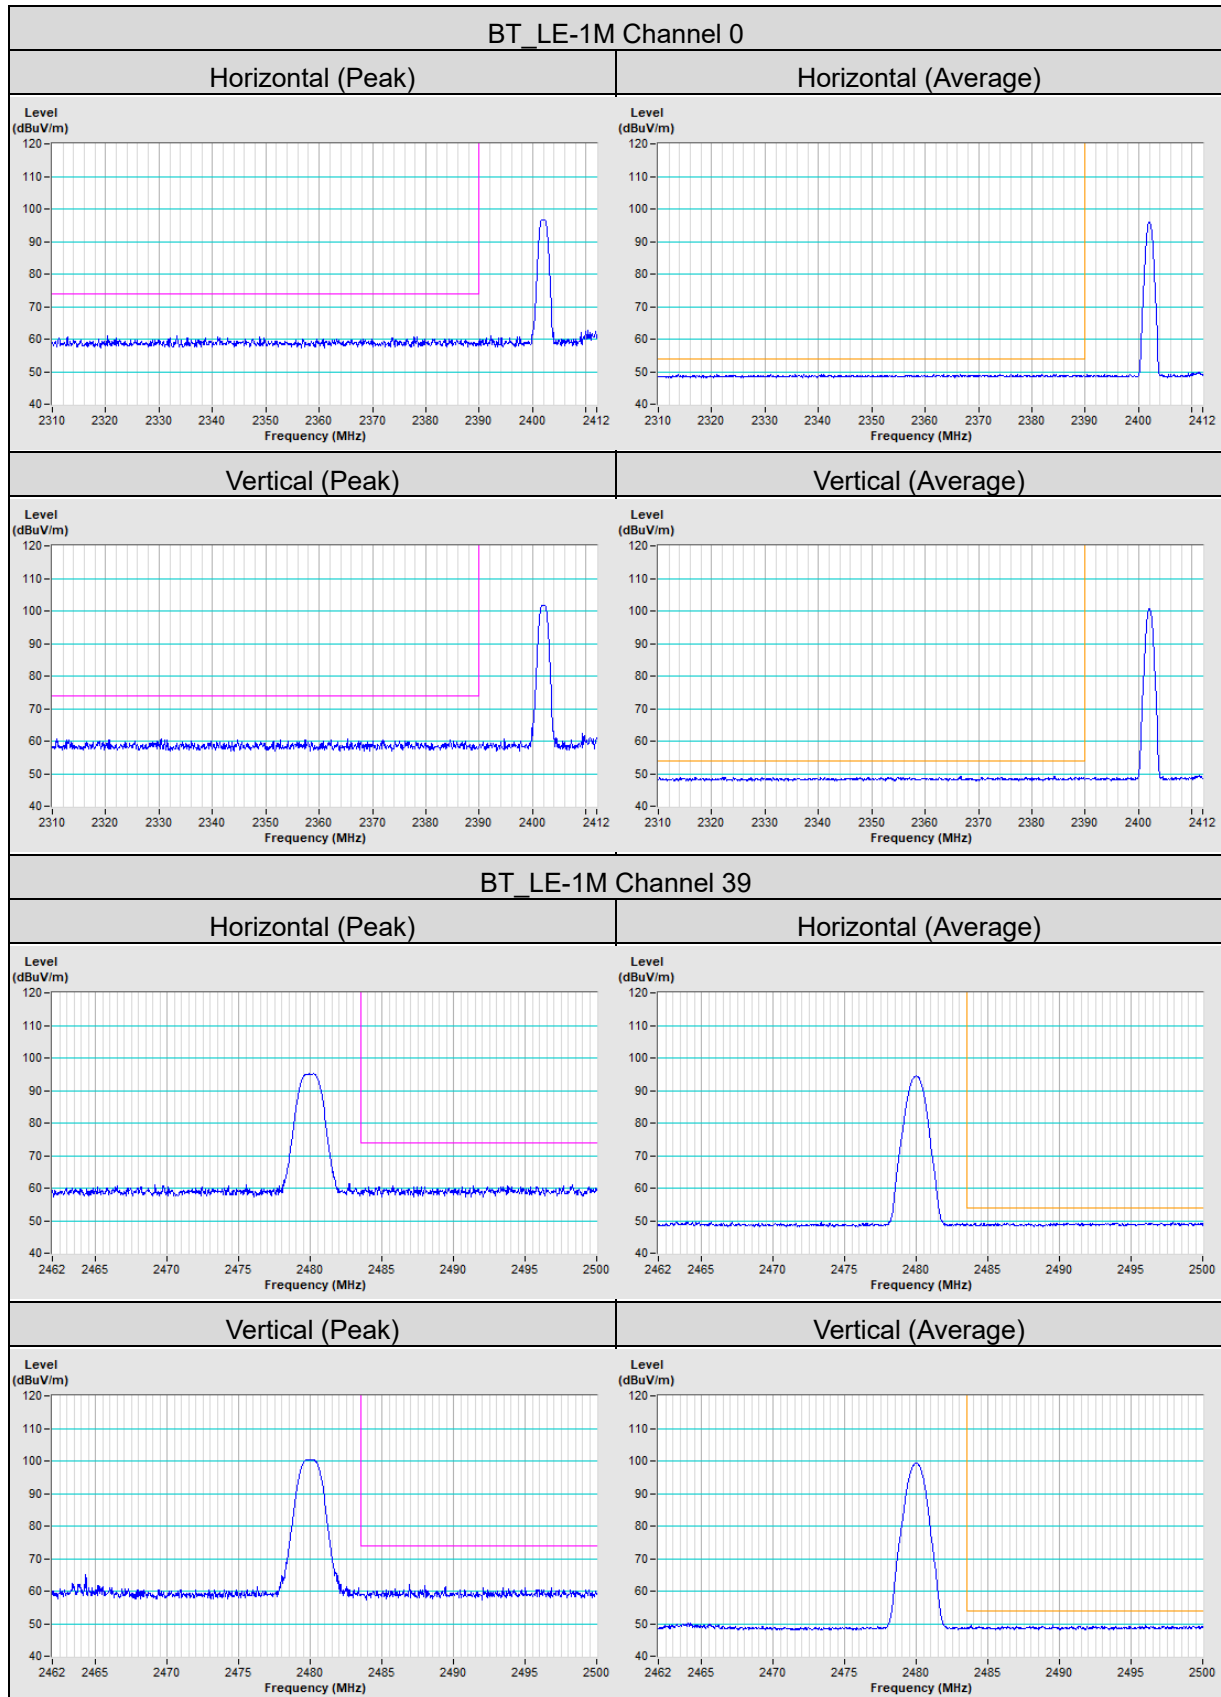 BT_LE-1M Channel 0
Horizontal (Peak)
Horizontal (Average)
Level
(dBuV/m)
120
110
100
90
80
70
60
50
40
2310 2320 2330 2340 2350 2360 2370 2380 2390 2400 2412
Frequency (MHz)
Level
(dBuV/m)
120
110
100
90
80
70
60
50
40
2310 2320 2330 2340 2350 2360 2370 2380 2390 2400 2412
Frequency (MHz)
Vertical (Peak)
Vertical (Average)
Level
(dBuV/m)
120
110
100
90
80
70
60
50
40
2310 2320 2330 2340 2350 2360 2370 2380 2390 2400 2412
Frequency (MHz)
Level
(dBuV/m)
120
110
100
90
80
70
60
50
40
2310 2320 2330 2340 2350 2360 2370 2380 2390 2400 2412
Frequency (MHz)
BT_LE-1M Channel 39
Horizontal (Peak)
Horizontal (Average)
Level
(dBuV/m)
120
110
100
90
80
70
60
50
40
2462 2465 2470 2475 2480 2485 2490 2495 2500
Frequency (MHz)
Level
(dBuV/m)
120
110
100
90
80
70
60
50
40
2462 2465 2470 2475 2480 2485 2490 2495 2500
Frequency (MHz)
Vertical (Peak)
Vertical (Average)
Level
(dBuV/m)
120
110
100
90
80
70
60
50
40
2462 2465 2470 2475 2480 2485 2490 2495 2500
Frequency (MHz)
Level
(dBuV/m)
120
110
100
90
80
70
60
50
40
2462 2465 2470 2475 2480 2485 2490 2495 2500
Frequency (MHz)